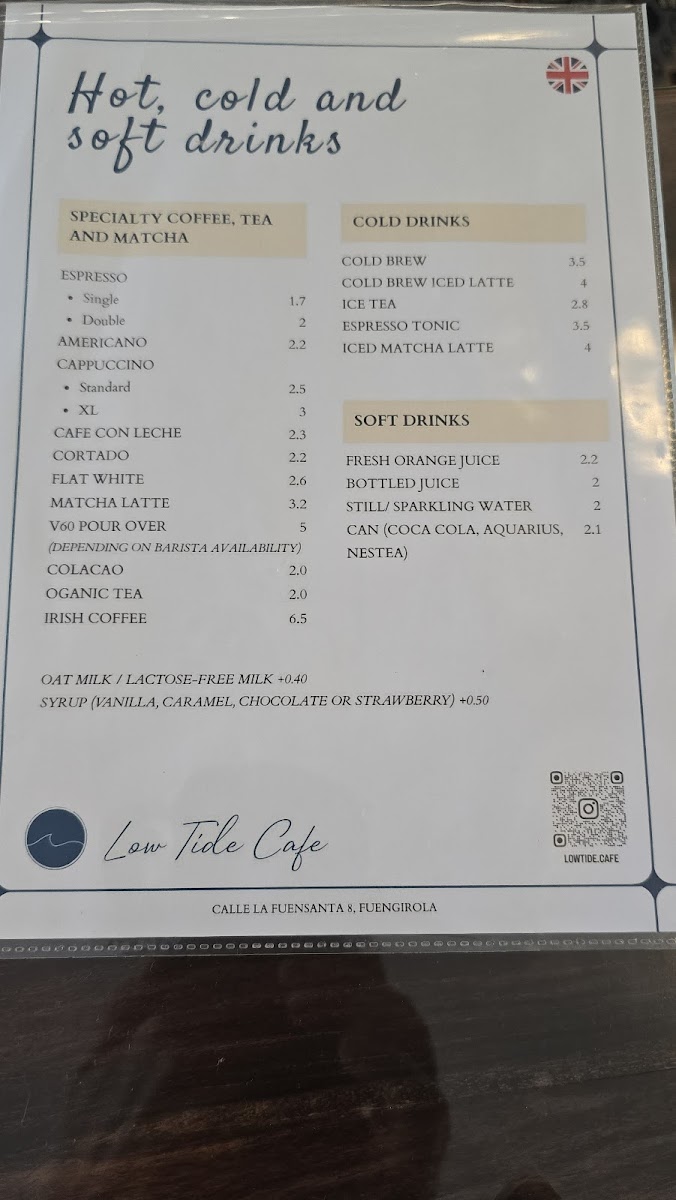 Hot, cold and
soft drinks
SPECIALTY COFFEE, TEA
AND MATCHA
ESPRESSO
• Single 1.7
• Double 2
AMERICANO 2.2
CAPPUCCINO
• Standard 2.5
• XL 3
CAFE CON LECHE 2.3
CORTADO 2.2
FLAT WHITE 2.6
MATCHA LATTE 3.2
V60 POUR OVER 5
(DEPENDING ON BARISTA AVAILABILITY)
COLACAO 2.0
OGANIC TEA 2.0
IRISH COFFEE 6.5
COLD DRINKS
COLD BREW 3.5
COLD BREW ICED LATTE 4
ICE TEA 2.8
ESPRESSO TONIC 3.5
ICED MATCHA LATTE 4
SOFT DRINKS
FRESH ORANGE JUICE 2.2
BOTTLED JUICE 2
STILL/ SPARKLING WATER 2
CAN (COCA COLA, AQUARIUS, 2.1
NESTEA)
OAT MILK / LACTOSE-FREE MILK +0.40
SYRUP (VANILLA, CARAMEL, CHOCOLATE OR STRAWBERRY) +0.50
Low Tide Cafe
LOWTIDE.CAFE
CALLE LA FUENSANTA 8, FUENGIROLA